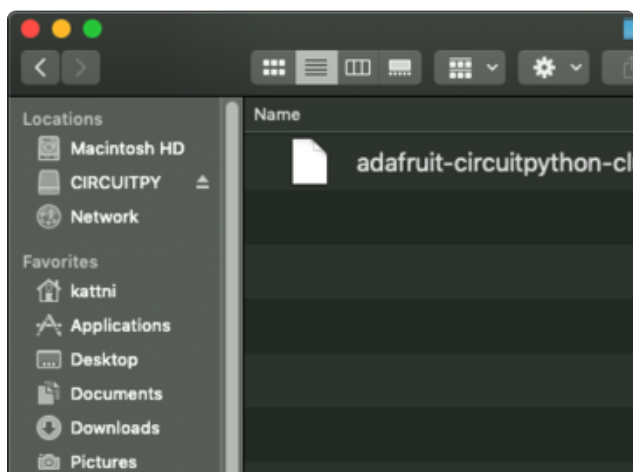 Locations
Macintosh HD
CIRCUITPY
Network
Favorites
kattni
Applications
Desktop
Documents
Downloads
Pictures
Name
adafruit-circuitpython-cl